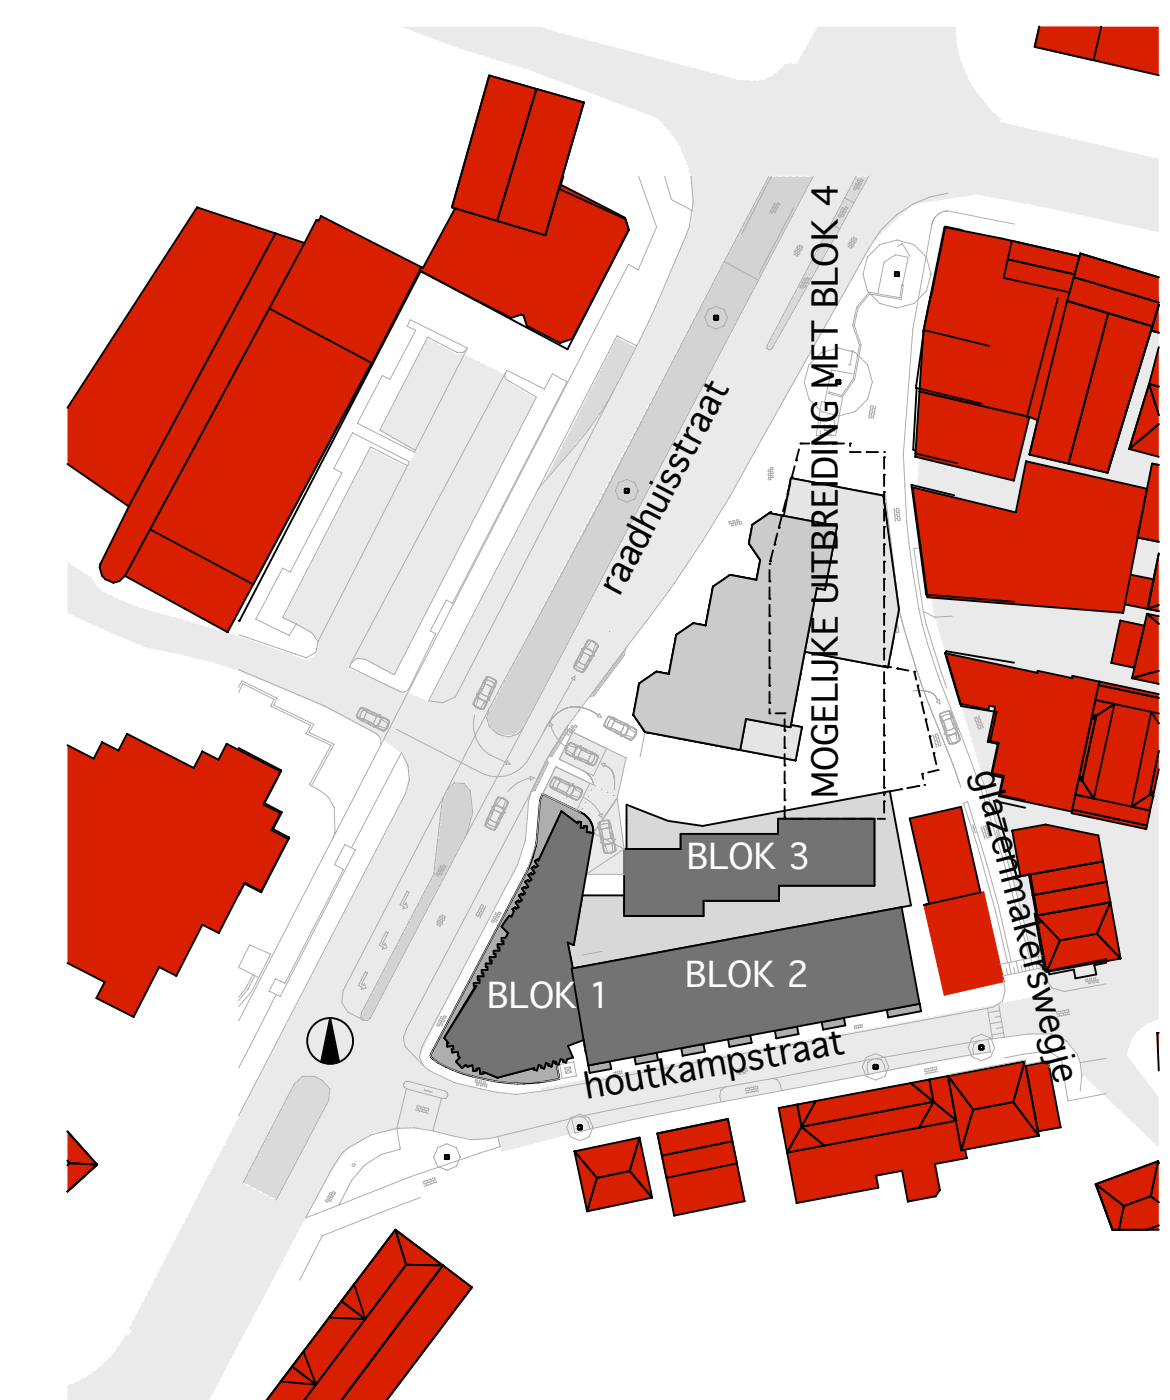 MOGELIJKE UITBREIDING MET BLOK 4
raadhuisstraat
glazenmakerswegje
BLOK 3
BLOK 2
BLOK 1
houtkampstraat